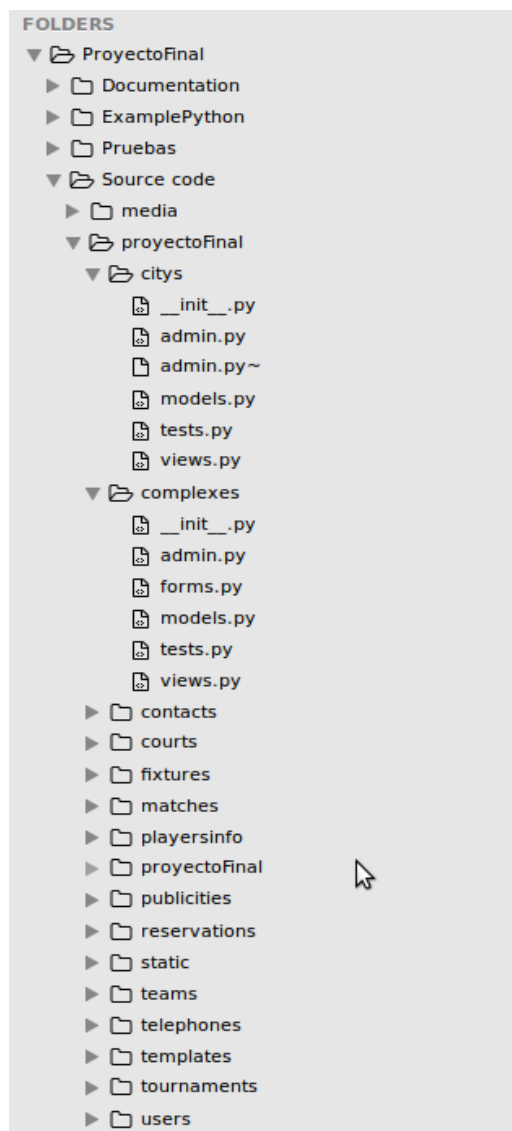 FOLDERS
ProyectoFinal
Documentation
ExamplePython
Pruebas
Source code
media
proyectoFinal
citys
__init__.py
admin.py
admin.py~
models.py
tests.py
views.py
complexes
__init__.py
admin.py
forms.py
models.py
tests.py
views.py
contacts
courts
fixtures
matches
playersinfo
proyectoFinal
publicities
reservations
static
teams
telephones
templates
tournaments
users